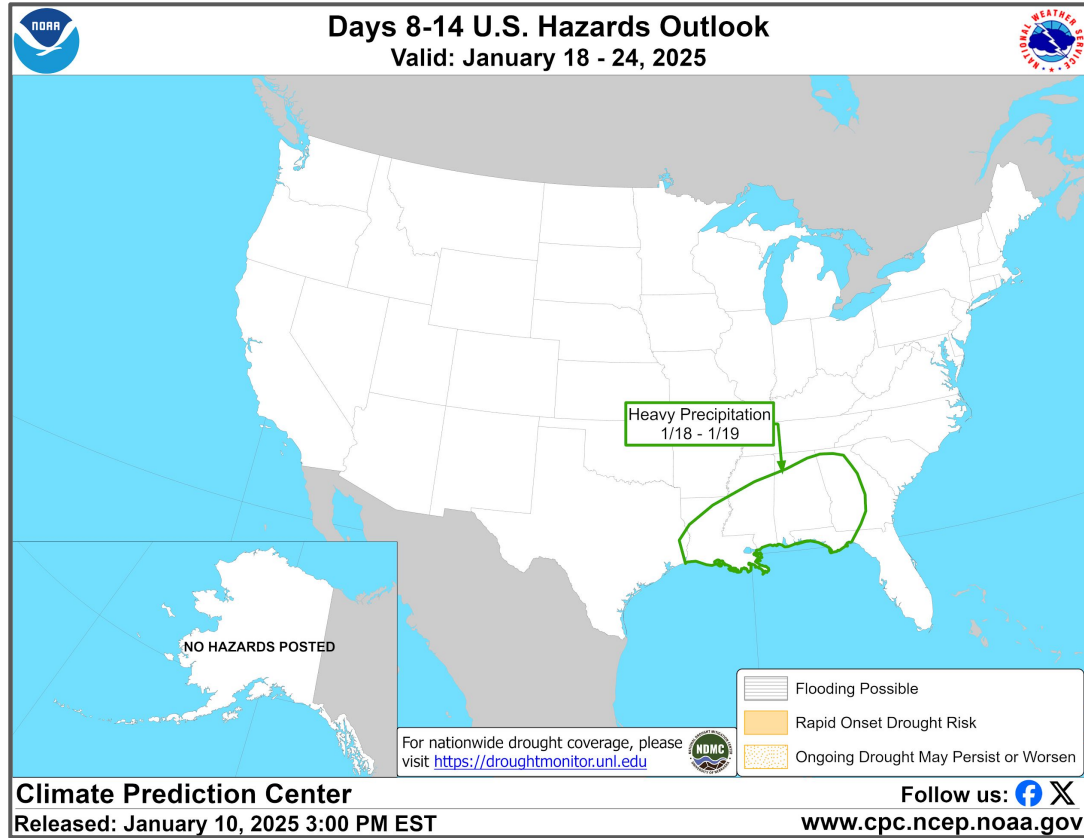 NOAA
Days 8-14 U.S. Hazards Outlook
Valid: January 18 - 24, 2025
NATIONAL WEATHER SERVICE
Heavy Precipitation
1/18 - 1/19
NO HAZARDS POSTED
For nationwide drought coverage, please
visit https://droughtmonitor.unl.edu
NDMC
Flooding Possible
Rapid Onset Drought Risk
Ongoing Drought May Persist or Worsen
Climate Prediction Center
Follow us:
Released: January 10, 2025 3:00 PM EST
www.cpc.ncep.noaa.gov